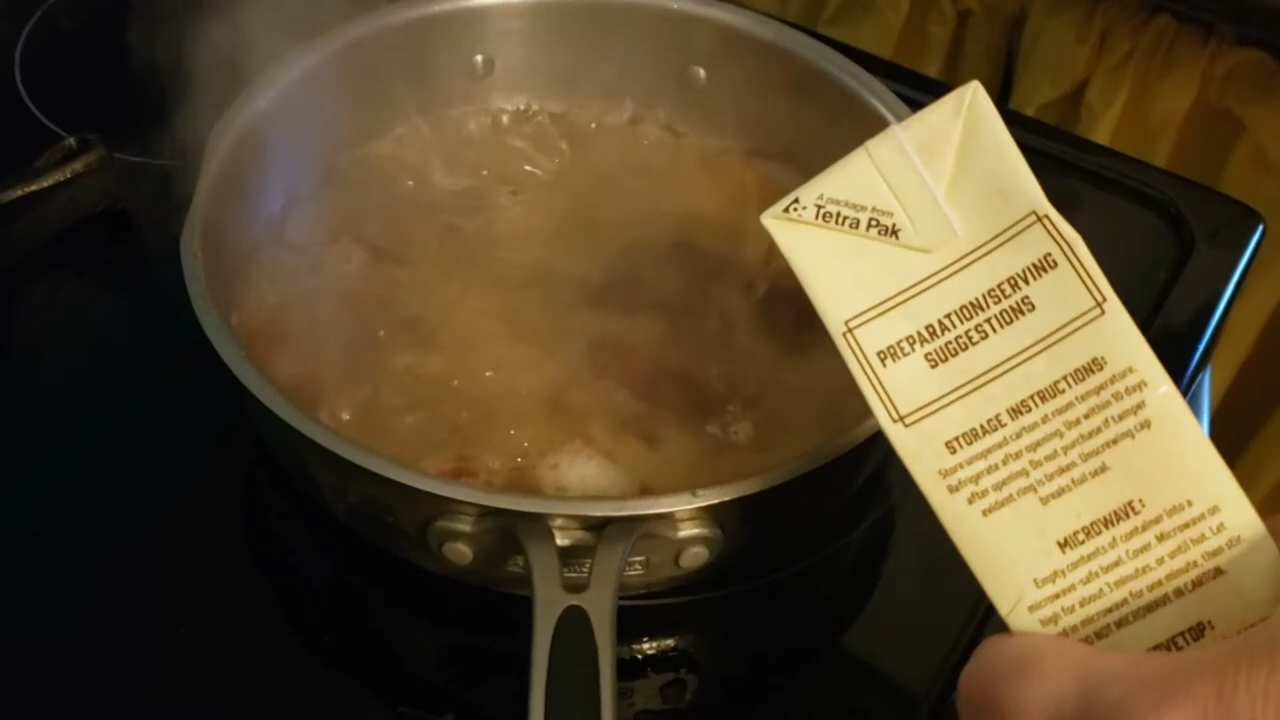 A package from
Tetra Pak
PREPARATION/SERVING
SUGGESTIONS
STORAGE INSTRUCTIONS:
Store unopened carton at room temperature.
Refrigerate after opening. Use within 10 days
after opening. Do not purchase if tamper
evident ring is broken. Unscrewing cap
breaks foil seal.
MICROWAVE:
Empty contents of container into a
microwave-safe bowl. Cover. Microwave on
high for about 3 minutes, or until hot. Let
in microwave for one minute, then stir.
NOT MICROWAVE IN CARTON.